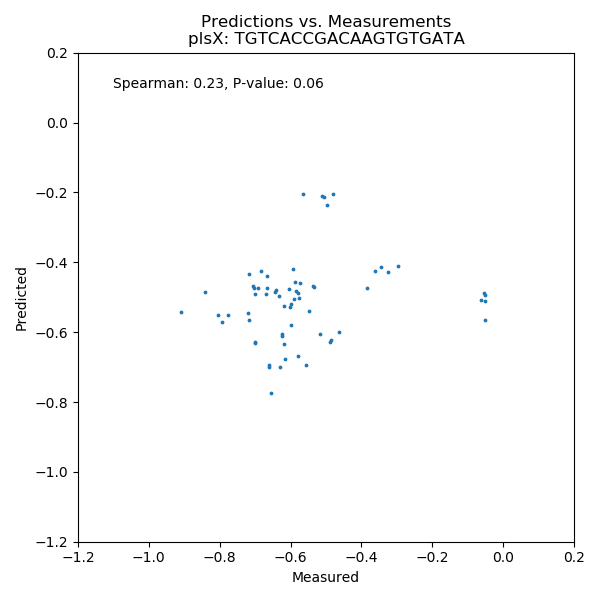 Predictions vs. Measurements
plsX: TGTCACCGACAAGTGTGATA
Spearman: 0.23, P-value: 0.06
0.2
0.0
−0.2
−0.4
−0.6
−0.8
−1.0
−1.2
Predicted
−1.2 −1.0 −0.8 −0.6 −0.4 −0.2 0.0 0.2
Measured